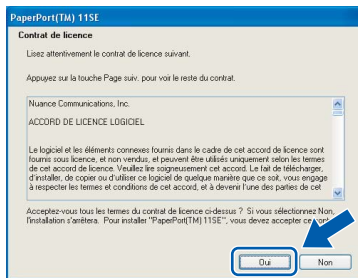 PaperPort(TM) 11SE
Contrat de licence
Lisez attentivement le contrat de licence suivant.
Appuyez sur la touche Page suiv. pour voir le reste du contrat.
Nuance Communications, Inc.
ACCORD DE LICENCE LOGICIEL
Le logiciel et les éléments connexes fournis dans le cadre de cet accord de licence sont
fournis sous licence, et non vendus, et peuvent être utilisés uniquement selon les termes
de cet accord de licence. Veuillez lire soigneusement cet accord. Le fait de télécharger,
d'installer, de copier ou d'utiliser ce logiciel de quelque manière que ce soit, vous engage
à respecter les termes et conditions de cet accord, et à devenir l'une des parties de cet
Acceptez-vous tous les termes du contrat de licence ci-dessus ? Si vous sélectionnez Non,
l'installation s'arrêtera. Pour installer "PaperPort(TM) 11SE", vous devez accepter ce
Oui
Non